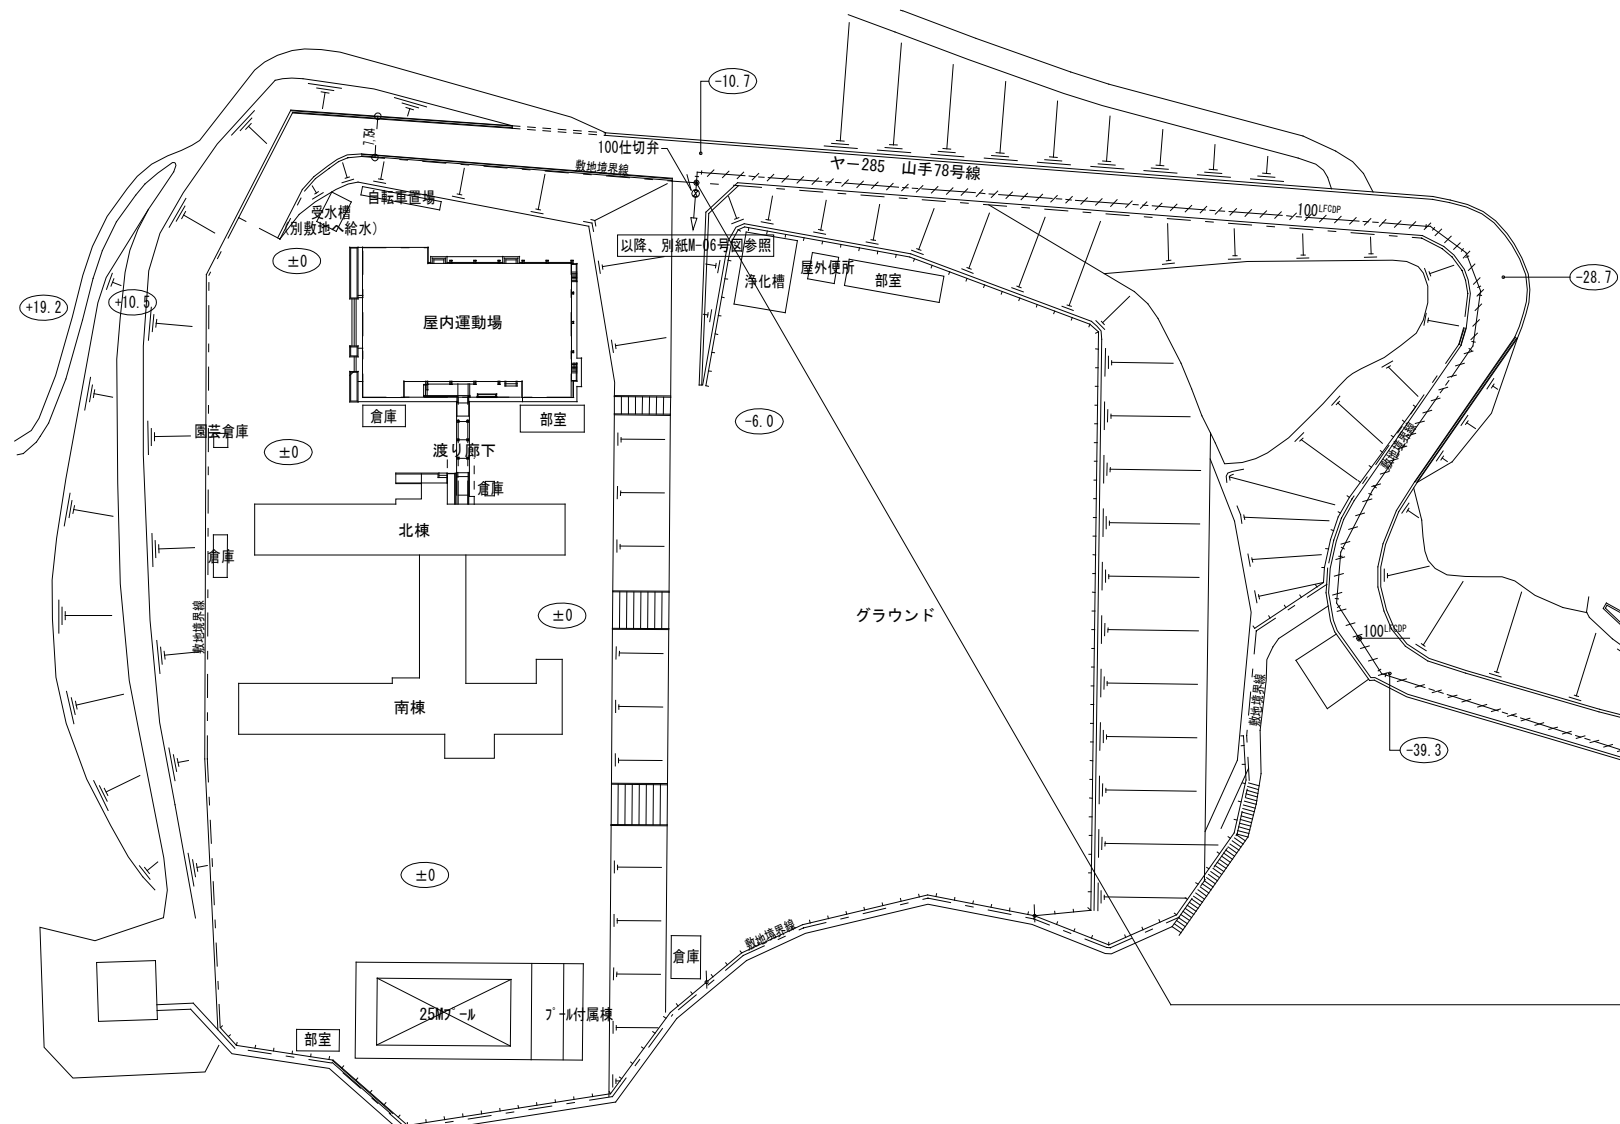 -10.7
7.78
100仕切弁
敷地境界線
ヤー285 山手78号線
自転車置場
受水槽
(別敷地へ給水)
100LFCDP
以降、別紙M-06号図参照
±0
浄化槽
屋外便所
部室
-28.7
+19.2
+10.5
屋内運動場
倉庫
部室
-6.0
園芸倉庫
±0
渡り廊下
敷地境界線
倉庫
北棟
倉庫
±0
グラウンド
敷地境界線
100LFCDP
南棟
敷地境界線
-39.3
±0
敷地境界線
倉庫
25Mプール
プール付属棟
部室